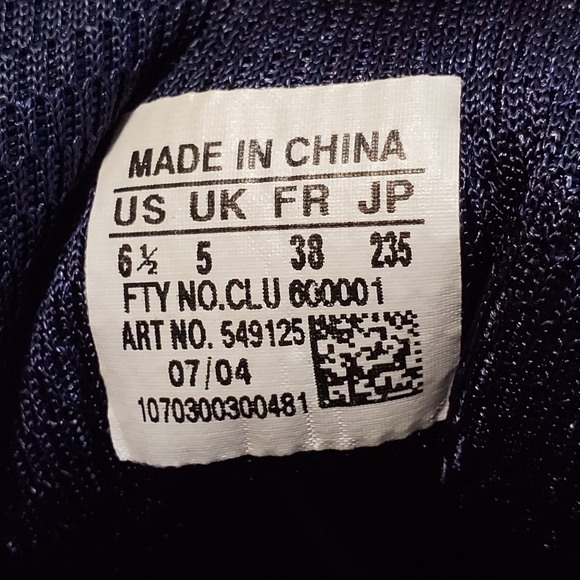 MADE IN CHINA
US UK FR JP
6½ 5 38 235
FTY NO.CLU 600001
ART NO. 549125
07/04
1070300300481